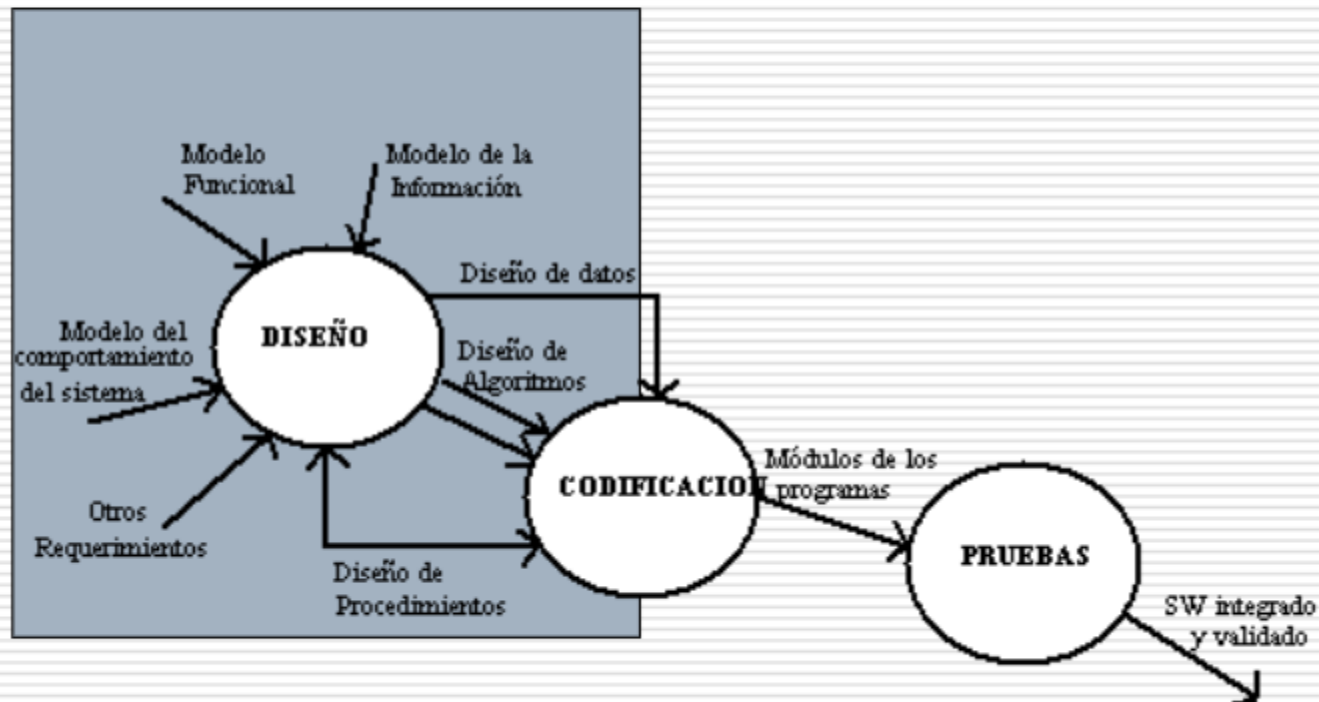 Modelo
Funcional
Modelo de la
Información
Diseño de datos
DISEÑO
Modelo del
comportamiento
del sistema
Diseño de
Algoritmos
Otros
Requerimientos
Diseño de
Procedimientos
CODIFICACION
Módulos de los
programas
PRUEBAS
SW integrado
y validado